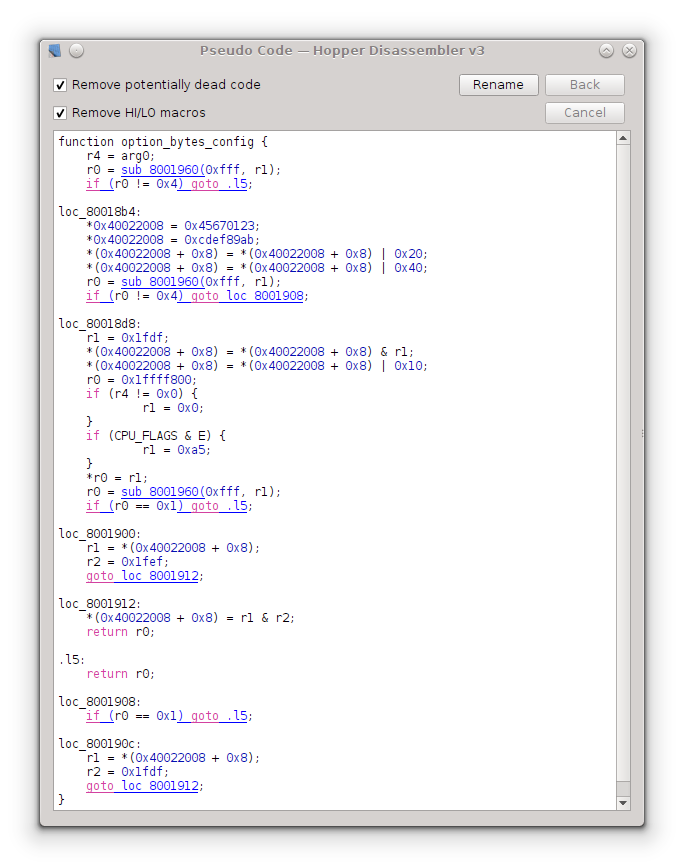 Pseudo Code — Hopper Disassembler v3
Remove potentially dead code
Rename
Back
Remove HI/LO macros
Cancel
function option_bytes_config {
    r4 = arg0;
    r0 = sub_8001960(0xfff, r1);
    if (r0 != 0x4) goto .l5;

loc_80018b4:
    *0x40022008 = 0x45670123;
    *0x40022008 = 0xcdef89ab;
    *(0x40022008 + 0x8) = *(0x40022008 + 0x8) | 0x20;
    *(0x40022008 + 0x8) = *(0x40022008 + 0x8) | 0x40;
    r0 = sub_8001960(0xfff, r1);
    if (r0 != 0x4) goto loc_8001908;

loc_80018d8:
    r1 = 0x1fdf;
    *(0x40022008 + 0x8) = *(0x40022008 + 0x8) & r1;
    *(0x40022008 + 0x8) = *(0x40022008 + 0x8) | 0x10;
    r0 = 0x1ffff800;
    if (r4 != 0x0) {
            r1 = 0x0;
    }
    if (CPU_FLAGS & E) {
            r1 = 0xa5;
    }
    *r0 = r1;
    r0 = sub_8001960(0xfff, r1);
    if (r0 == 0x1) goto .l5;

loc_8001900:
    r1 = *(0x40022008 + 0x8);
    r2 = 0x1fef;
    goto loc_8001912;

loc_8001912:
    *(0x40022008 + 0x8) = r1 & r2;
    return r0;

.l5:
    return r0;

loc_8001908:
    if (r0 == 0x1) goto .l5;

loc_800190c:
    r1 = *(0x40022008 + 0x8);
    r2 = 0x1fdf;
    goto loc_8001912;
}